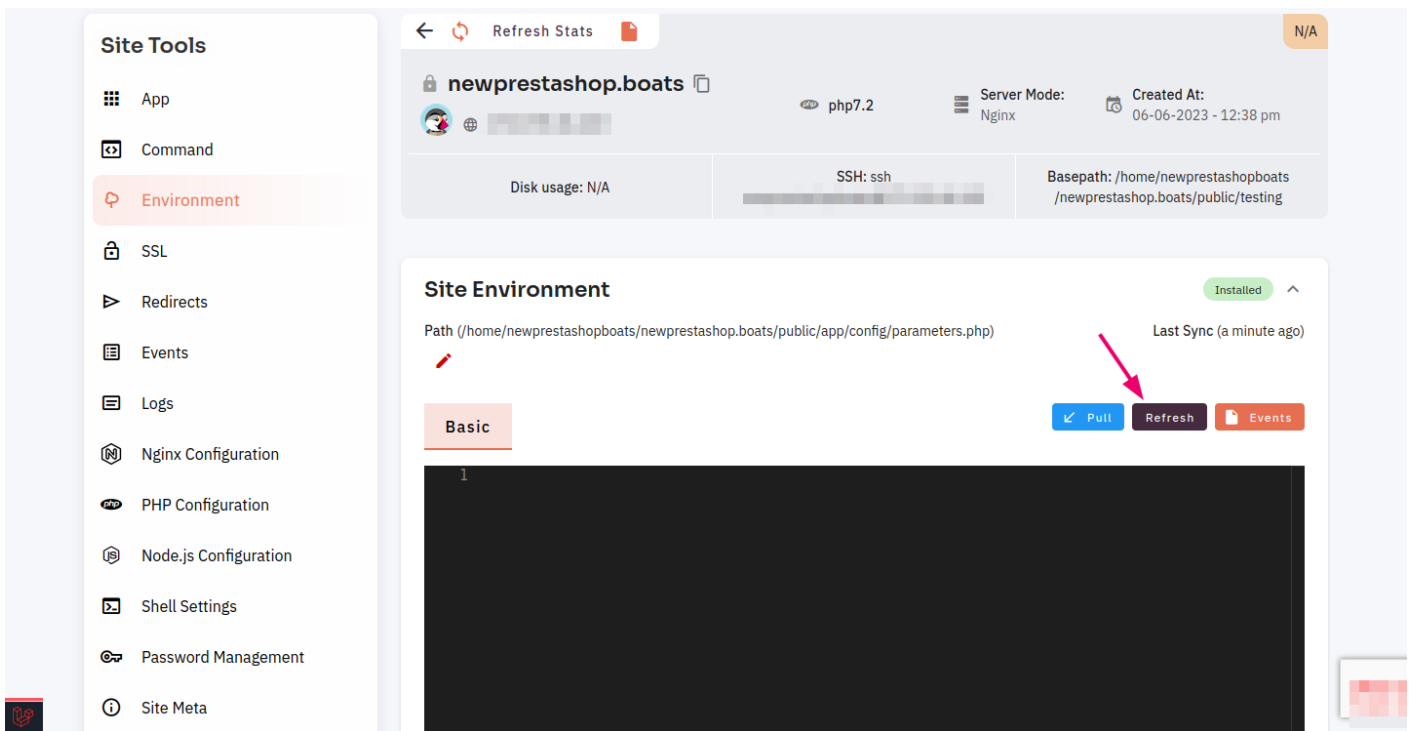 Site Tools
App
Command
Environment
SSL
Redirects
Events
Logs
Nginx Configuration
PHP Configuration
Node.js Configuration
Shell Settings
Password Management
Site Meta
Refresh Stats
N/A
newprestashop.boats
php7.2
Server Mode:
Nginx
Created At:
06-06-2023 - 12:38 pm
Disk usage: N/A
SSH: ssh
Basepath: /home/newprestashopboats
/newprestashop.boats/public/testing
Site Environment
Installed
Path (/home/newprestashopboats/newprestashop.boats/public/app/config/parameters.php)
Last Sync (a minute ago)
Basic
Pull
Refresh
Events
1